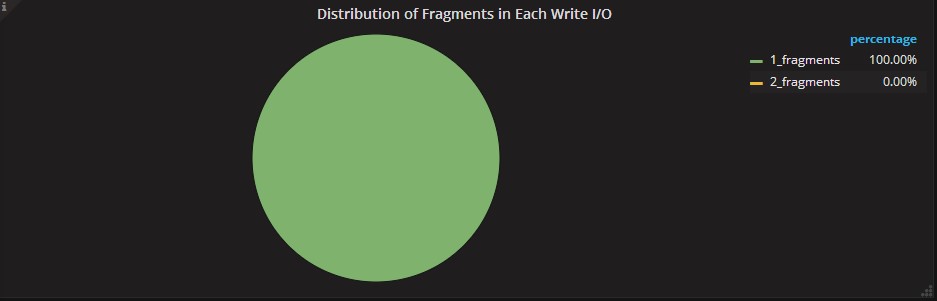 i
Distribution of Fragments in Each Write I/O
percentage
1_fragments 100.00%
2_fragments 0.00%